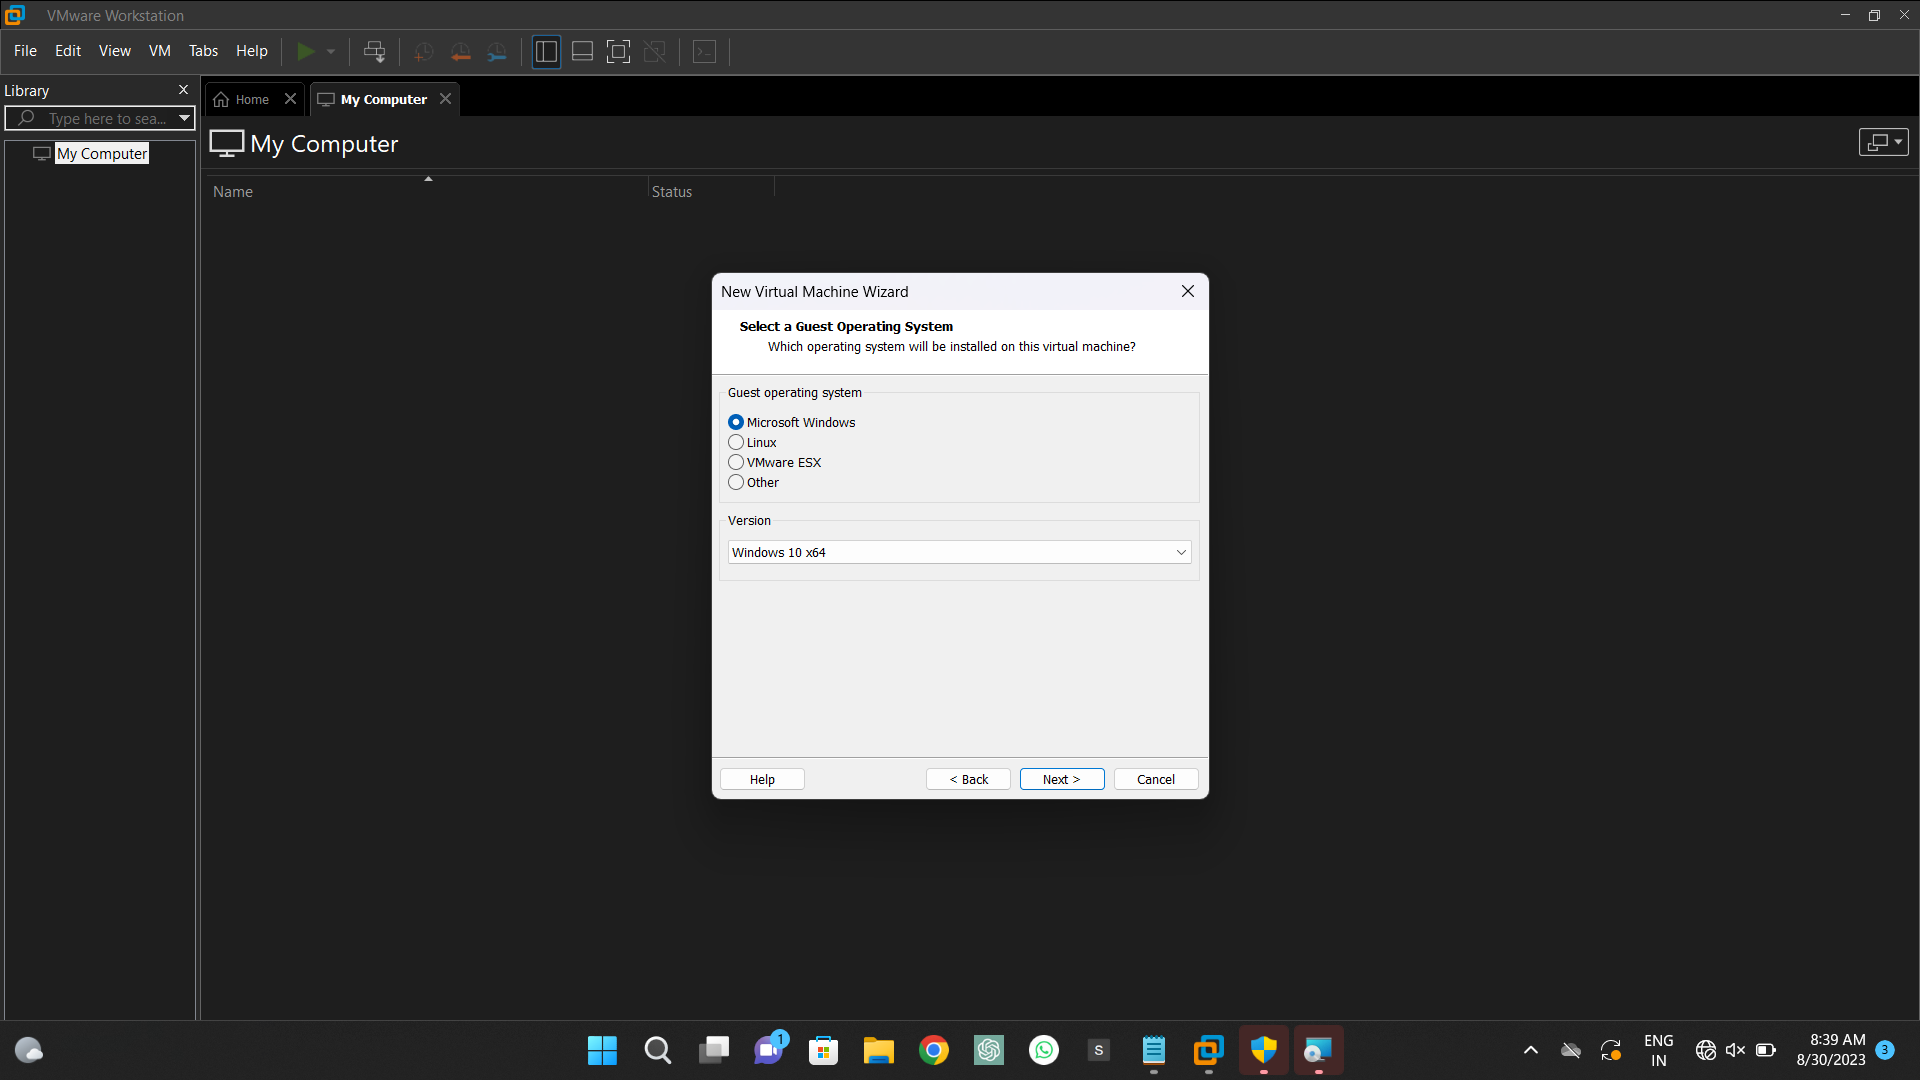 VMware Workstation
File Edit View VM Tabs Help
Library
Type here to sea...
My Computer
Home
My Computer
My Computer
Name
Status
New Virtual Machine Wizard
Select a Guest Operating System
Which operating system will be installed on this virtual machine?
Guest operating system
Microsoft Windows
Linux
VMware ESX
Other
Version
Windows 10 x64
Help
< Back
Next >
Cancel
1
S
ENG
IN
8:39 AM
8/30/2023
3